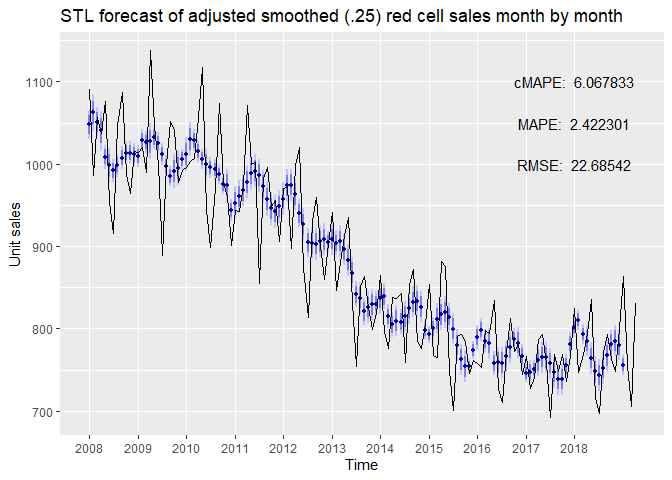 STL forecast of adjusted smoothed (.25) red cell sales month by month
1100
1000
900
800
700
Unit sales
cMAPE: 6.067833
MAPE: 2.422301
RMSE: 22.68542
2008 2009 2010 2011 2012 2013 2014 2015 2016 2017 2018
Time